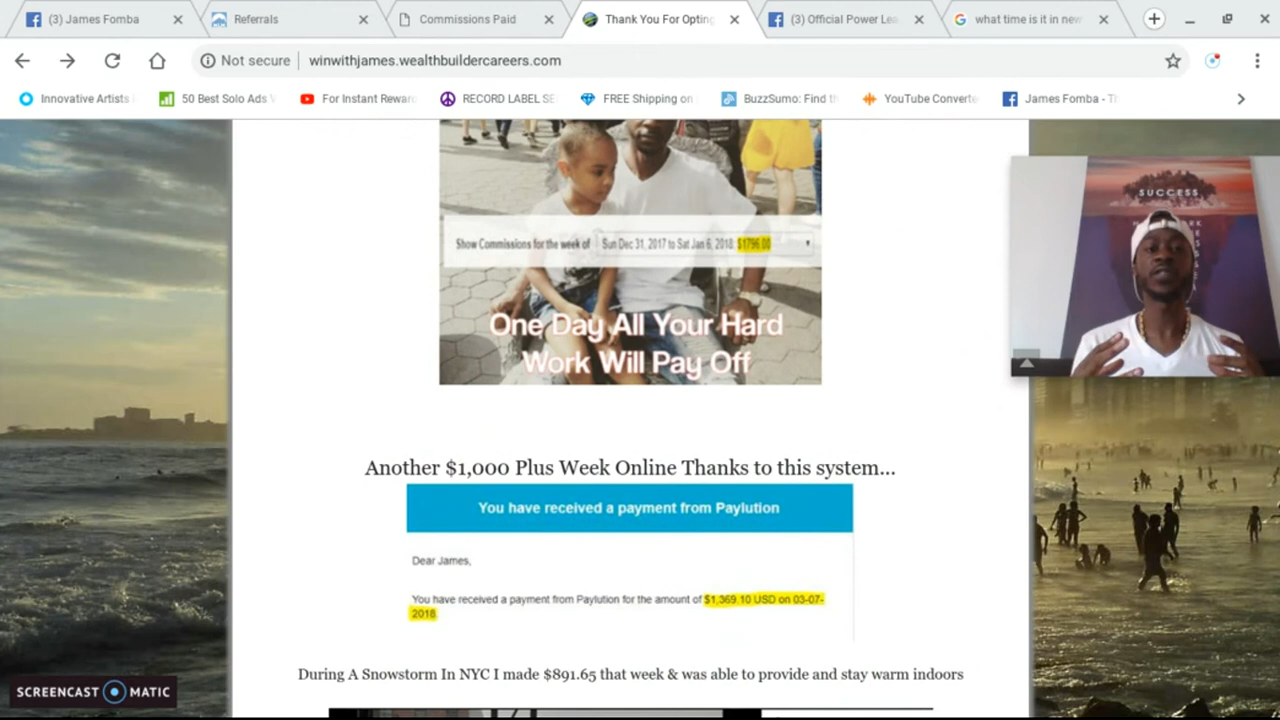 (3) James Fomba
Referrals
Commissions Paid
Thank You For Opting
(3) Official Power Lea
what time is it in new
Not secure
winwithjames.wealthbuildercareers.com
Innovative Artists
50 Best Solo Ads
For Instant Rewar
RECORD LABEL SE
FREE Shipping on
BuzzSumo: Find th
YouTube Converte
James Fomba - Th
SUCCESS
Show Commissions for the week of Sun Dec 31, 2017 to Sat Jan 6, 2018: $1796.00
One Day All Your Hard
Work Will Pay Off
Another $1,000 Plus Week Online Thanks to this system...
You have received a payment from Paylution
Dear James,
You have received a payment from Paylution for the amount of $1,369.10 USD on 03-07-
2018
During A Snowstorm In NYC I made $891.65 that week & was able to provide and stay warm indoors
SCREENCAST MATIC